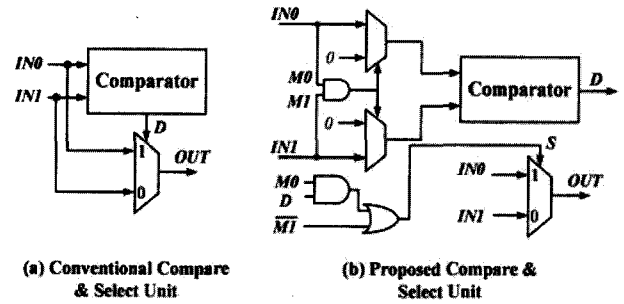 IN0
IN1
Comparator
D
1
0
OUT
(a) Conventional Compare
& Select Unit
IN0
0
M0
M1
0
IN1
Comparator
D
S
M0
D
M1
IN0
1
IN1
0
OUT
(b) Proposed Compare &
Select Unit